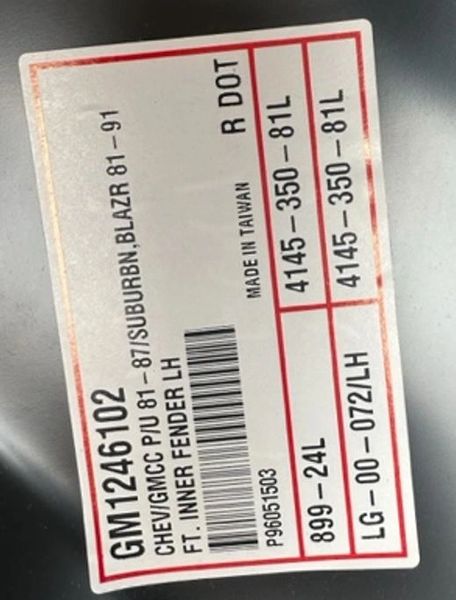 GM1246102
CHEV/GMCC P/U 81-87/SUBURBN,BLAZR 81-91
FT. INNER FENDER LH
R DOT
P96051503
MADE IN TAIWAN
899-24L
4145-350-81L
LG-00-072/LH
4145-350-81L